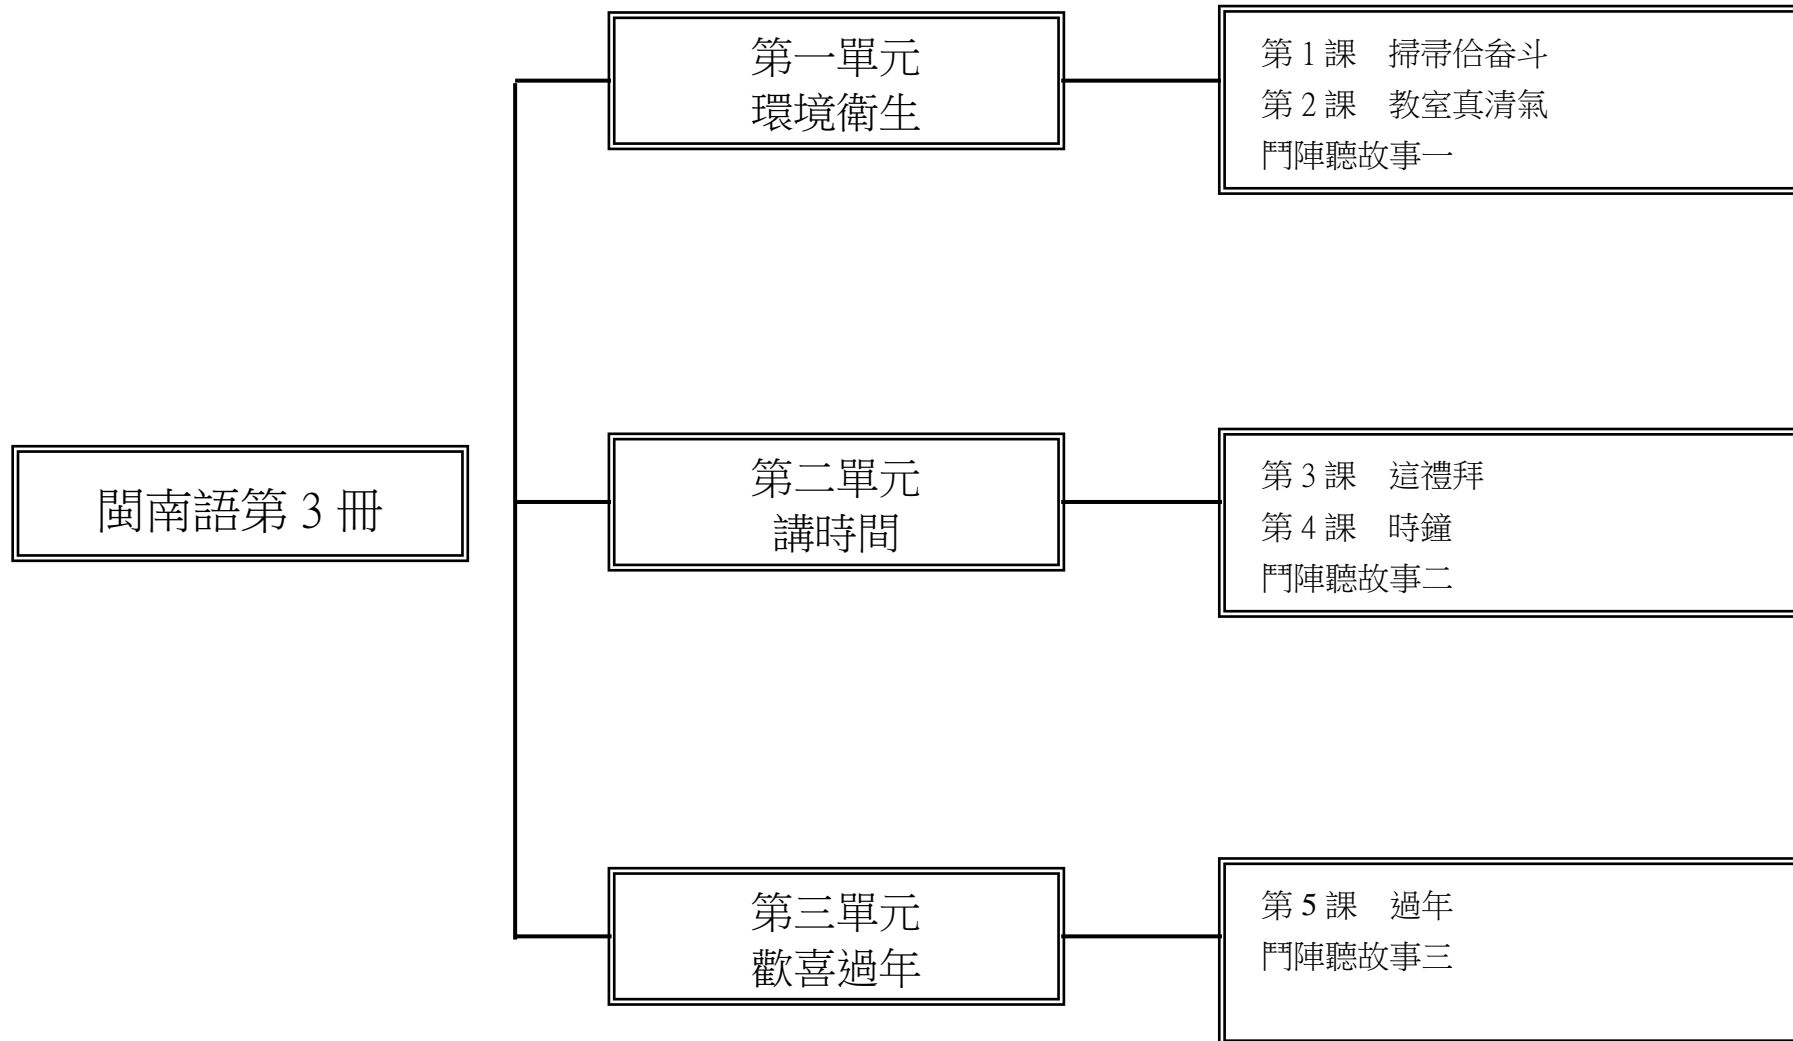 閩南語第 3 冊
第一單元
環境衛生
第 1 課　掃帚佮畚斗
第 2 課　教室真清氣
鬥陣聽故事一
第二單元
講時間
第 3 課　這禮拜
第 4 課　時鐘
鬥陣聽故事二
第三單元
歡喜過年
第 5 課　過年
鬥陣聽故事三